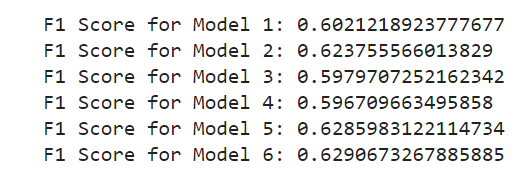 F1 Score for Model 1: 0.6021218923777677
F1 Score for Model 2: 0.623755566013829
F1 Score for Model 3: 0.5979707252162342
F1 Score for Model 4: 0.596709663495858
F1 Score for Model 5: 0.6285983122114734
F1 Score for Model 6: 0.6290673267885885